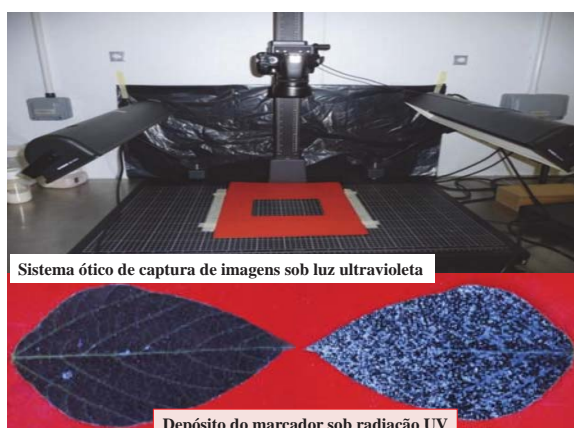 Sistema ótico de captura de imagens sob luz ultravioleta
Depósito do marcador sob radiação UV